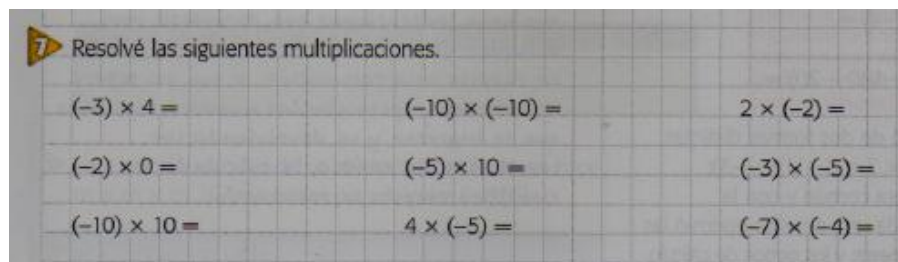 7 Resolvé las siguientes multiplicaciones.
(−3) × 4 = (−10) × (−10) = 2 × (−2) =
(−2) × 0 = (−5) × 10 = (−3) × (−5) =
(−10) × 10 = 4 × (−5) = (−7) × (−4) =